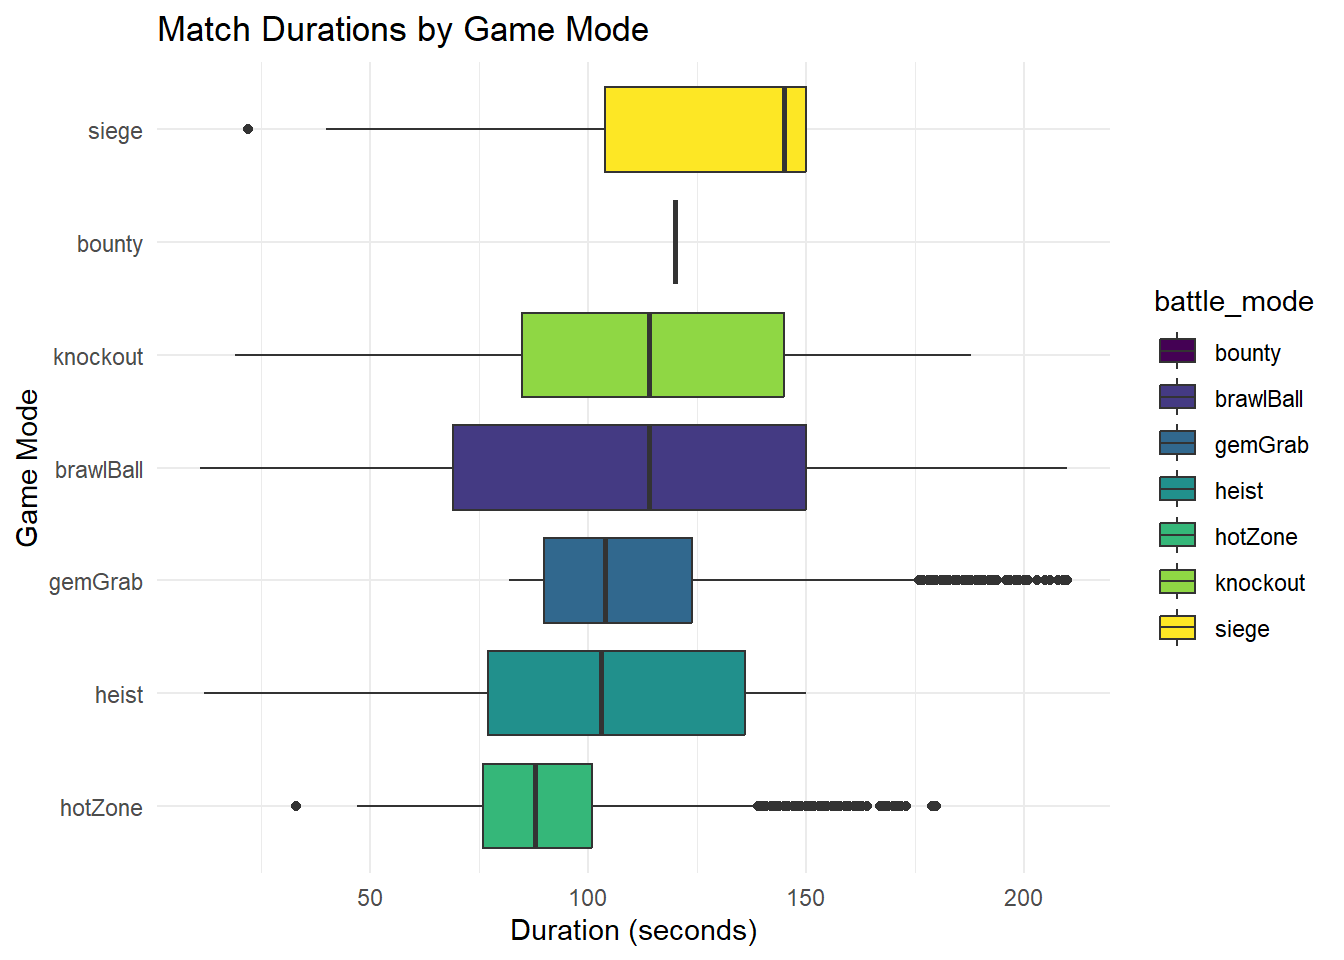 Match Durations by Game Mode
siege
bounty
knockout
brawlBall
gemGrab
heist
hotZone
Game Mode
50 100 150 200
Duration (seconds)
battle_mode
bounty
brawlBall
gemGrab
heist
hotZone
knockout
siege